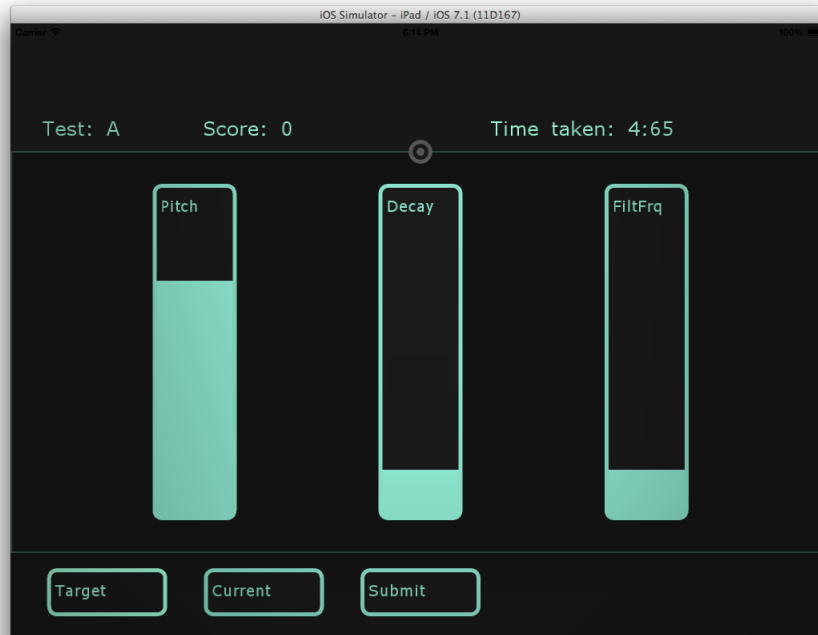 iOS Simulator – iPad / iOS 7.1 (11D167)
Carrier 6:14 PM 100%
Test: A Score: 0 Time taken: 4:65
Pitch Decay FiltFrq
Target Current Submit